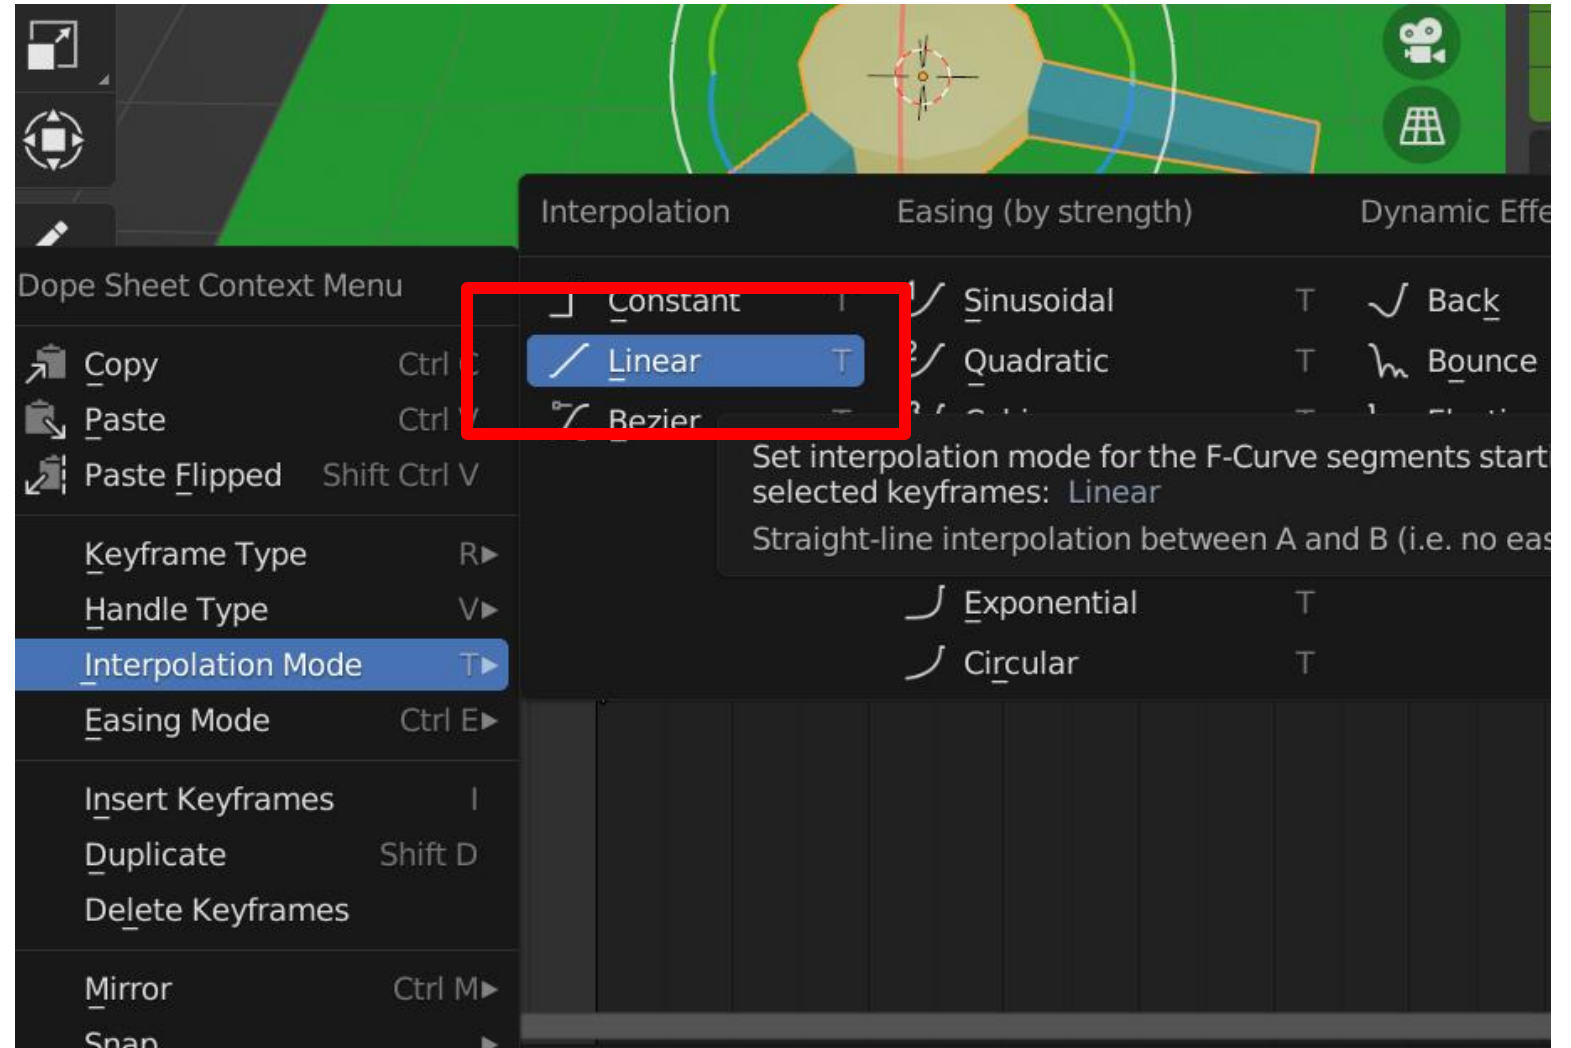 Interpolation
Easing (by strength)
Dynamic Effe
Dope Sheet Context Menu
Constant T
Sinusoidal T
Back
Copy Ctrl C
Linear T
Quadratic T
Bounce
Paste Ctrl V
Bezier
Paste Flipped Shift Ctrl V
Set interpolation mode for the F-Curve segments starti
selected keyframes: Linear
Straight-line interpolation between A and B (i.e. no eas
Keyframe Type R
Handle Type V
Exponential T
Interpolation Mode T
Circular T
Easing Mode Ctrl E
Insert Keyframes I
Duplicate Shift D
Delete Keyframes
Mirror Ctrl M
Snap